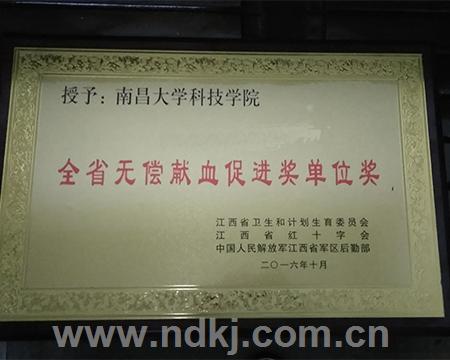 授予：南昌大学科技学院
全省无偿献血促进奖单位奖
江西省卫生和计划生育委员会
江西省红十字会
中国人民解放军江西省军区后勤部
二〇一六年十月
www.ndkj.com.cn